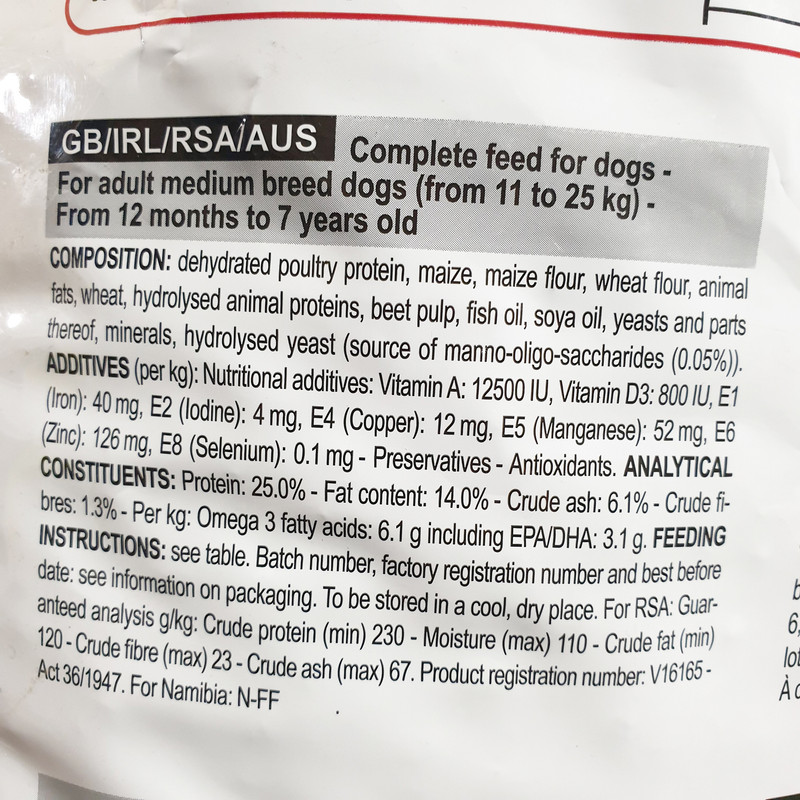 GB/IRL/RSA/AUS Complete feed for dogs -
For adult medium breed dogs (from 11 to 25 kg) -
From 12 months to 7 years old
COMPOSITION: dehydrated poultry protein, maize, maize flour, wheat flour, animal
fats, wheat, hydrolysed animal proteins, beet pulp, fish oil, soya oil, yeasts and parts
thereof, minerals, hydrolysed yeast (source of manno-oligo-saccharides (0.05%)).
ADDITIVES (per kg): Nutritional additives: Vitamin A: 12500 IU, Vitamin D3: 800 IU, E1
(Iron): 40 mg, E2 (Iodine): 4 mg, E4 (Copper): 12 mg, E5 (Manganese): 52 mg, E6
(Zinc): 126 mg, E8 (Selenium): 0.1 mg - Preservatives - Antioxidants. ANALYTICAL
CONSTITUENTS: Protein: 25.0% - Fat content: 14.0% - Crude ash: 6.1% - Crude fi-
bres: 1.3% - Per kg: Omega 3 fatty acids: 6.1 g including EPA/DHA: 3.1 g. FEEDING
INSTRUCTIONS: see table. Batch number, factory registration number and best before
date: see information on packaging. To be stored in a cool, dry place. For RSA: Guar-
anteed analysis g/kg: Crude protein (min) 230 - Moisture (max) 110 - Crude fat (min)
120 - Crude fibre (max) 23 - Crude ash (max) 67. Product registration number: V16165 -
Act 36/1947. For Namibia: N-FF